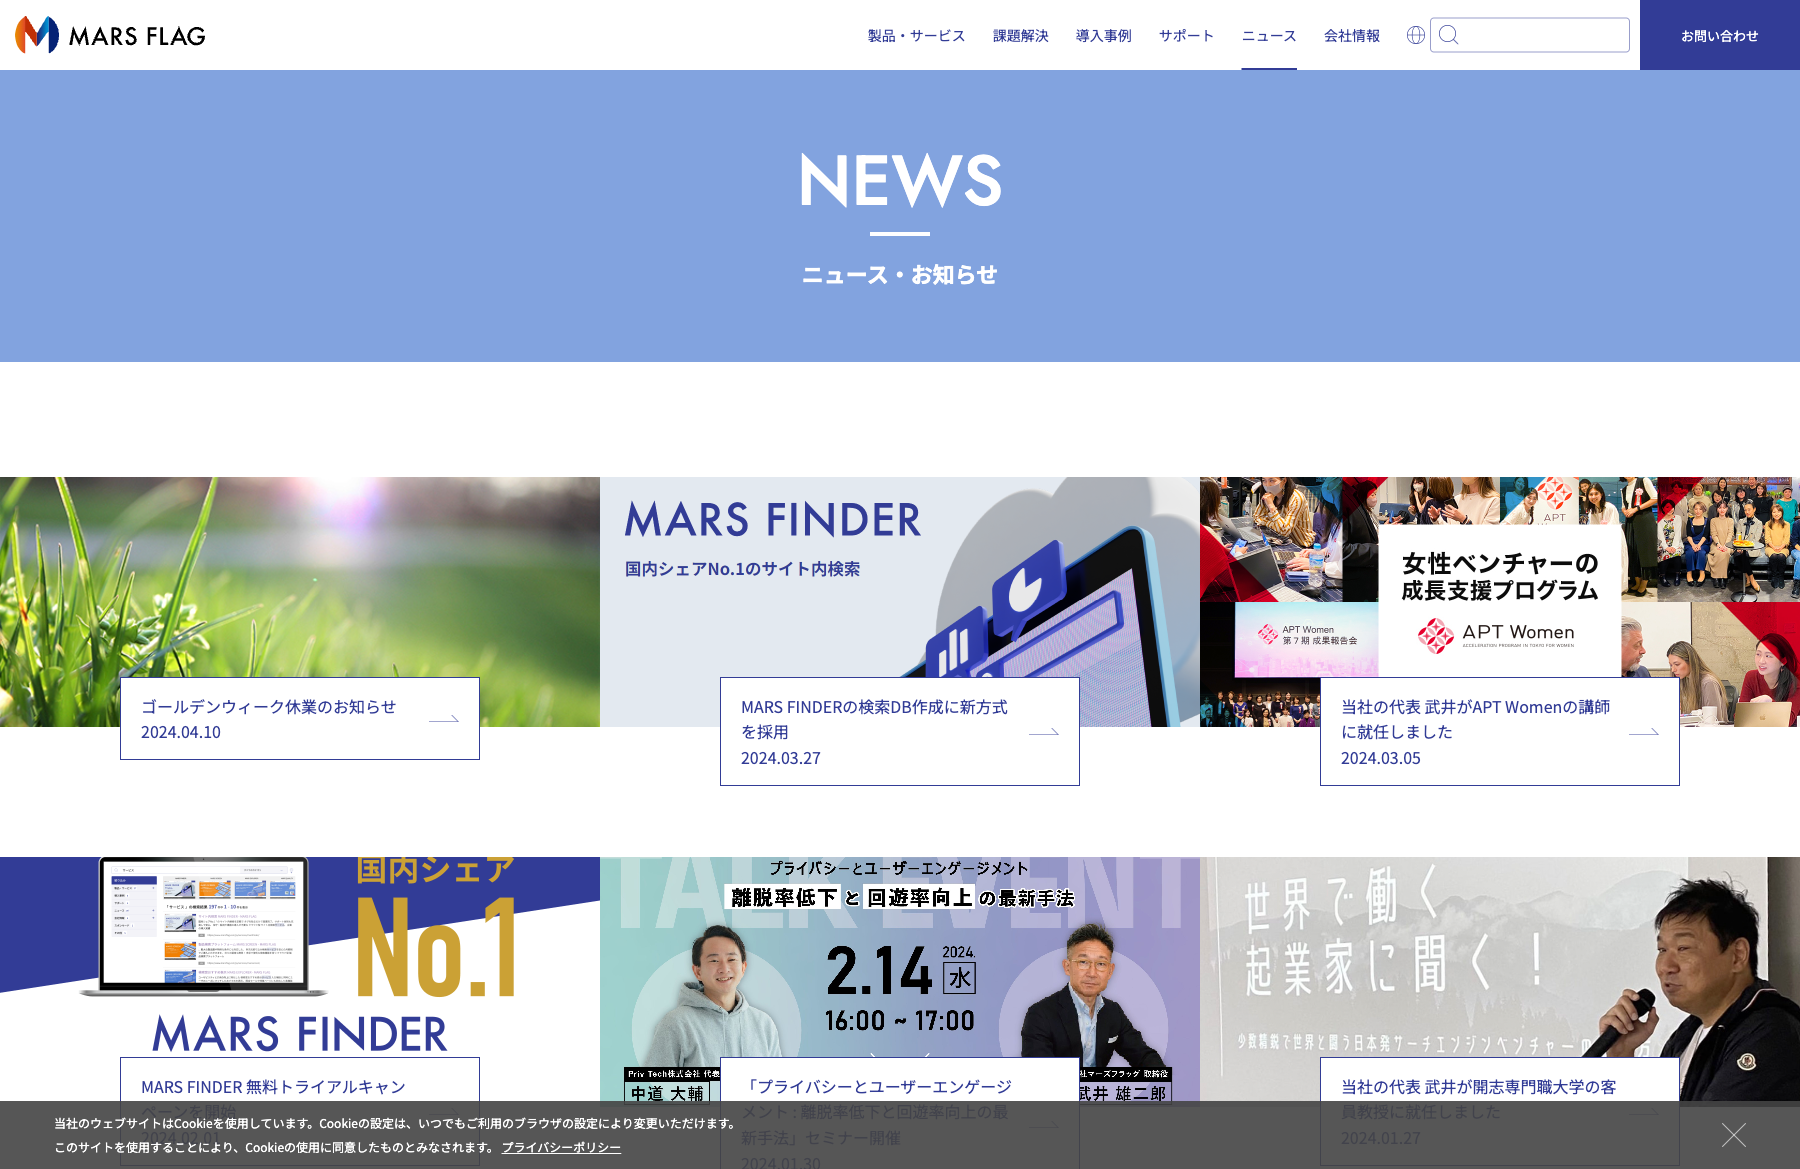 MARS FLAG
製品・サービス
課題解決
導入事例
サポート
ニュース
会社情報
お問い合わせ
NEWS
ニュース・お知らせ
ゴールデンウィーク休業のお知らせ
2024.04.10
MARS FINDER
国内シェアNo.1のサイト内検索
MARS FINDERの検索DB作成に新方式
を採用
2024.03.27
APT
女性ベンチャーの
成長支援プログラム
APT Women
ACCELERATION PROGRAM IN TOKYO FOR WOMEN
APT Women
第7期 成果報告会
当社の代表 武井がAPT Womenの講師
に就任しました
2024.03.05
国内シェア
No.1
MARS FINDER
MARS FINDER 無料トライアルキャン
ペーンを開始
2024.02.01
TALK EVENT
プライバシーとユーザーエンゲージメント
離脱率低下と回遊率向上の最新手法
2.14
2024.
水
16:00 ~ 17:00
Priv Tech株式会社 代表
中道 大輔
社マーズフラッグ 取締役
武井 雄二郎
「プライバシーとユーザーエンゲージ
メント : 離脱率低下と回遊率向上の最
新手法」セミナー開催
2024.01.30
世界で働く
起業家に聞く!
少数精鋭で世界と闘う日本発サーチエンジンベンチャーの
方
当社の代表 武井が開志専門職大学の客
員教授に就任しました
2024.01.27
当社のウェブサイトはCookieを使用しています。Cookieの設定は、いつでもご利用のブラウザの設定により変更いただけます。
このサイトを使用することにより、Cookieの使用に同意したものとみなされます。 プライバシーポリシー